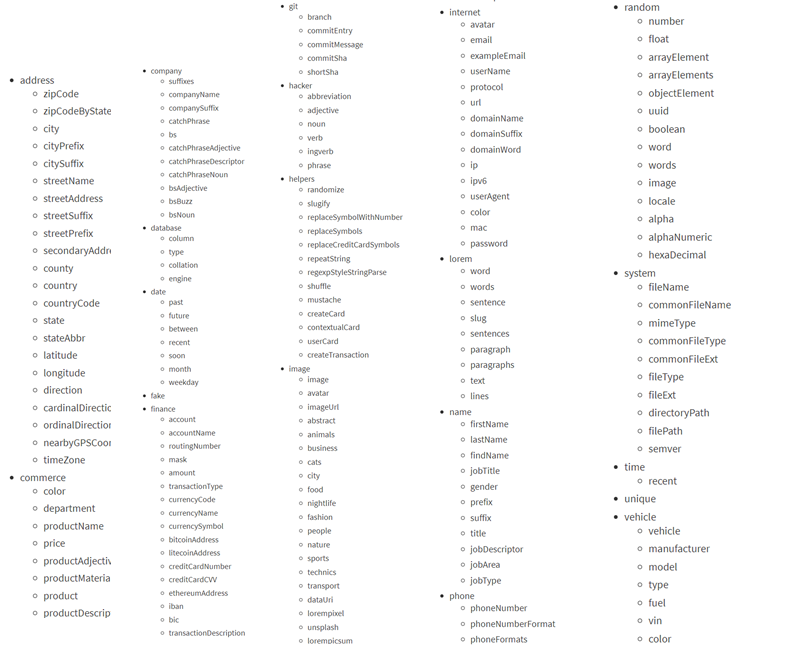 address
zipCode
zipCodeByState
city
cityPrefix
citySuffix
streetName
streetAddress
streetSuffix
streetPrefix
secondaryAddre
county
country
countryCode
state
stateAbbr
latitude
longitude
direction
cardinalDirectio
ordinalDirection
nearbyGPSCoor
timeZone
commerce
color
department
productName
price
productAdjectiv
productMateria
product
productDescrip
company
suffixes
companyName
companySuffix
catchPhrase
bs
catchPhraseAdjective
catchPhraseDescriptor
catchPhraseNoun
bsAdjective
bsBuzz
bsNoun
database
column
type
collation
engine
date
past
future
between
recent
soon
month
weekday
fake
finance
account
accountName
routingNumber
mask
amount
transactionType
currencyCode
currencyName
currencySymbol
bitcoinAddress
litecoinAddress
creditCardNumber
creditCardCVV
ethereumAddress
iban
bic
transactionDescription
git
branch
commitEntry
commitMessage
commitSha
shortSha
hacker
abbreviation
adjective
noun
verb
ingverb
phrase
helpers
randomize
slugify
replaceSymbolWithNumber
replaceSymbols
replaceCreditCardSymbols
repeatString
regexpStyleStringParse
shuffle
mustache
createCard
contextualCard
userCard
createTransaction
image
image
avatar
imageUrl
abstract
animals
business
cats
city
food
nightlife
fashion
people
nature
sports
technics
transport
dataUri
lorempixel
unsplash
lorempicsum
internet
avatar
email
exampleEmail
userName
protocol
url
domainName
domainSuffix
domainWord
ip
ipv6
userAgent
color
mac
password
lorem
word
words
sentence
slug
sentences
paragraph
paragraphs
text
lines
name
firstName
lastName
findName
jobTitle
gender
prefix
suffix
title
jobDescriptor
jobArea
jobType
phone
phoneNumber
phoneNumberFormat
phoneFormats
random
number
float
arrayElement
arrayElements
objectElement
uuid
boolean
word
words
image
locale
alpha
alphaNumeric
hexaDecimal
system
fileName
commonFileName
mimeType
commonFileType
commonFileExt
fileType
fileExt
directoryPath
filePath
semver
time
recent
unique
vehicle
vehicle
manufacturer
model
type
fuel
vin
color